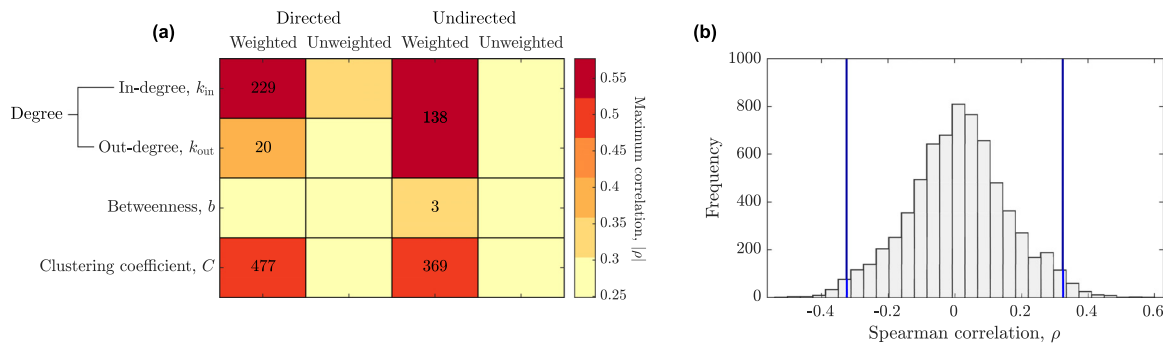 (a)
Directed Undirected
Weighted Unweighted Weighted Unweighted
Degree
In-degree, k_in
Out-degree, k_out
Betweenness, b
Clustering coefficient, C
229
138
20
3
477 369
0.55
0.5
0.45
0.4
0.35
0.3
0.25
Maximum correlation, |ρ|
(b)
1000
800
600
400
200
0
Frequency
-0.4 -0.2 0 0.2 0.4 0.6
Spearman correlation, ρ